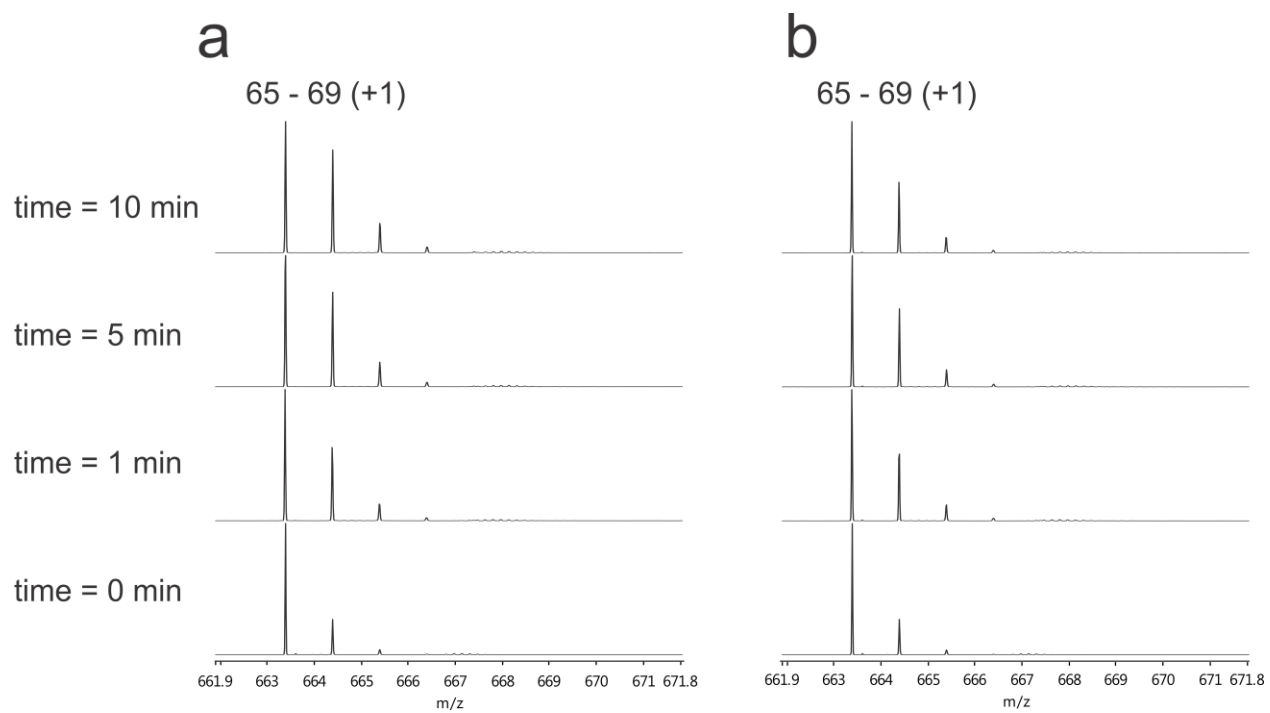 a b
65 - 69 (+1) 65 - 69 (+1)
time = 10 min
time = 5 min
time = 1 min
time = 0 min
661.9 663 664 665 666 667 668 669 670 671 671.8 661.9 663 664 665 666 667 668 669 670 671 671.8
m/z m/z